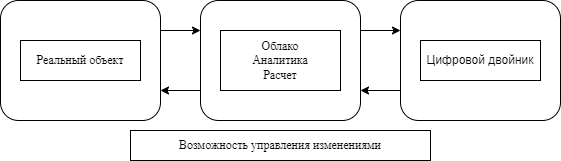 Реальный объект
Облако
Аналитика
Расчет
Цифровой двойник
Возможность управления изменениями